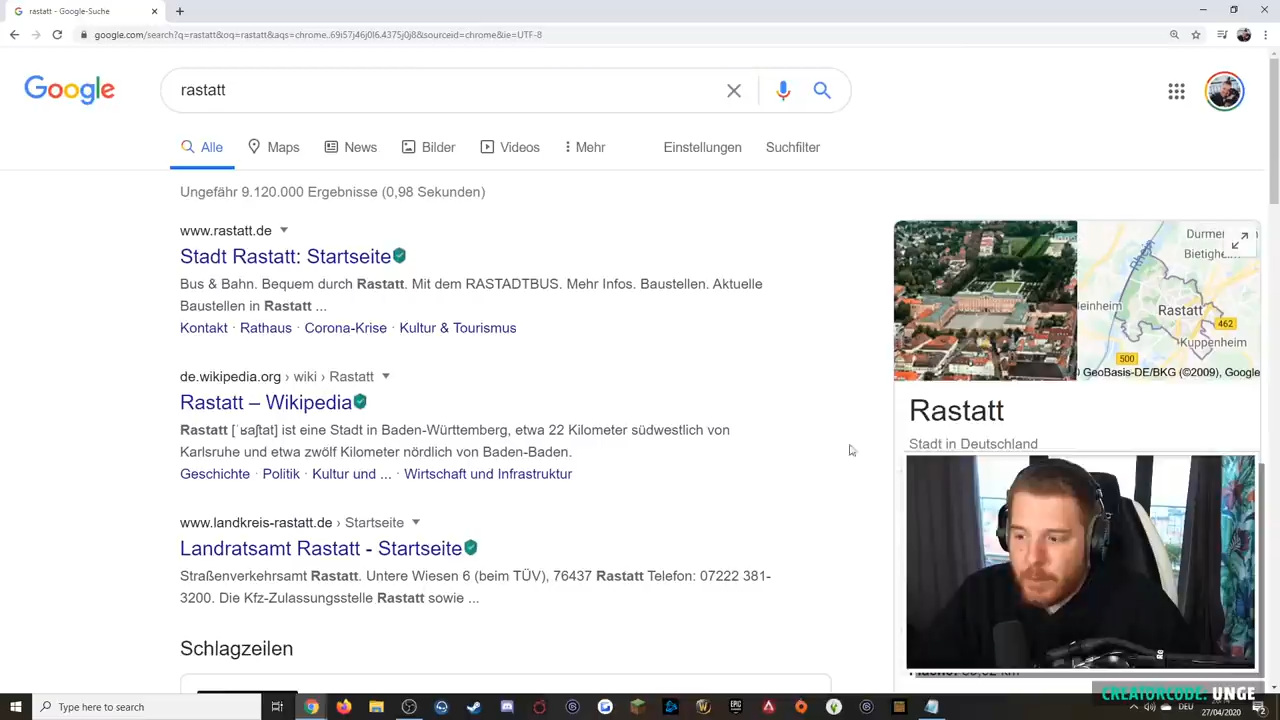 rastatt - Google-Suche
google.com/search?q=rastatt&oq=rastatt&aqs=chrome..69i57j46j0l6.4375j0j8&sourceid=chrome&ie=UTF-8
Google
rastatt
Alle
Maps
News
Bilder
Videos
Mehr
Einstellungen
Suchfilter
Ungefähr 9.120.000 Ergebnisse (0,98 Sekunden)
www.rastatt.de
Stadt Rastatt: Startseite
Bus & Bahn. Bequem durch Rastatt. Mit dem RASTADTBUS. Mehr Infos. Baustellen. Aktuelle
Baustellen in Rastatt ...
Kontakt · Rathaus · Corona-Krise · Kultur & Tourismus
de.wikipedia.org › wiki › Rastatt
Rastatt – Wikipedia
Rastatt [ˈʁaʃtat] ist eine Stadt in Baden-Württemberg, etwa 22 Kilometer südwestlich von
Karlsruhe und etwa zwölf Kilometer nördlich von Baden-Baden.
Geschichte · Politik · Kultur und ... · Wirtschaft und Infrastruktur
www.landkreis-rastatt.de › Startseite
Landratsamt Rastatt - Startseite
Straßenverkehrsamt Rastatt. Untere Wiesen 6 (beim TÜV), 76437 Rastatt Telefon: 07222 381-
3200. Die Kfz-Zulassungsstelle Rastatt sowie ...
Schlagzeilen
Durmer
Bietighe
Rhein
einheim
Rastatt
462
Kuppenheim
500
GeoBasis-DE/BKG (©2009), Google
Rastatt
Stadt in Deutschland
CREATORCODE: UNGE
Type here to search
DEU
27/04/2020